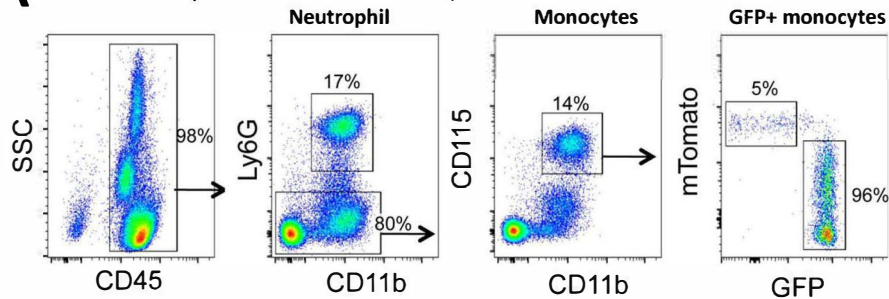 Neutrophil
Monocytes
GFP+ monocytes
SSC
98%
CD45
Ly6G
17%
80%
CD11b
CD115
14%
CD11b
mTomato
5%
96%
GFP